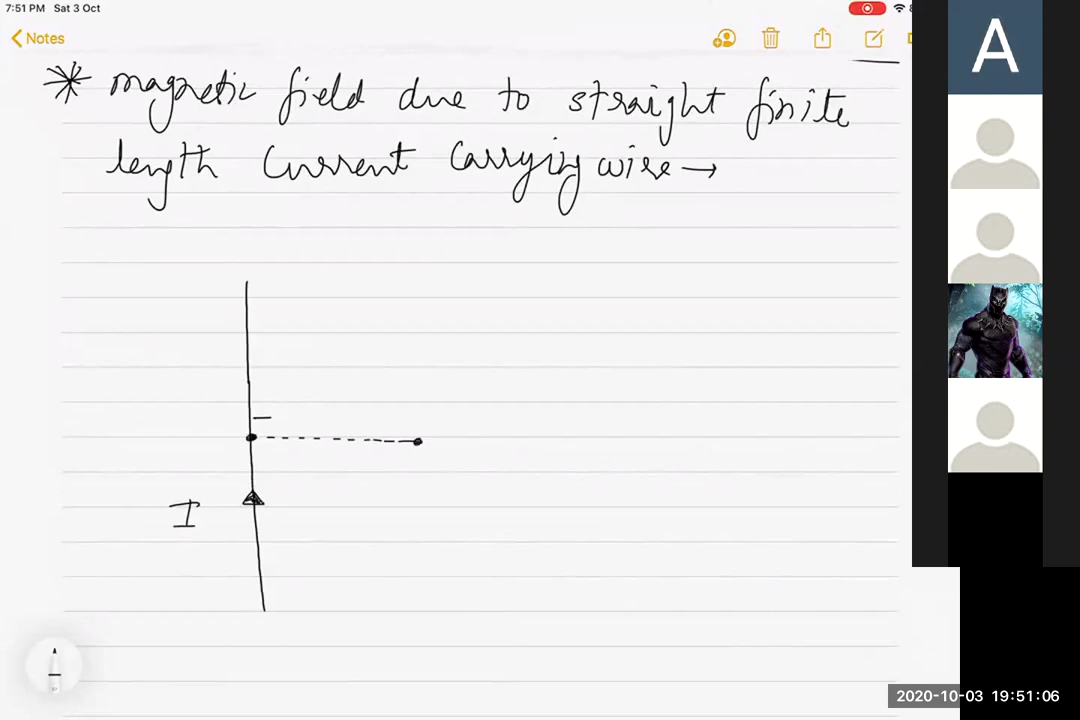 7:51 PM Sat 3 Oct
Notes
A
* magnetic field due to straight finite
length current carrying wire →
I
2020-10-03 19:51:06